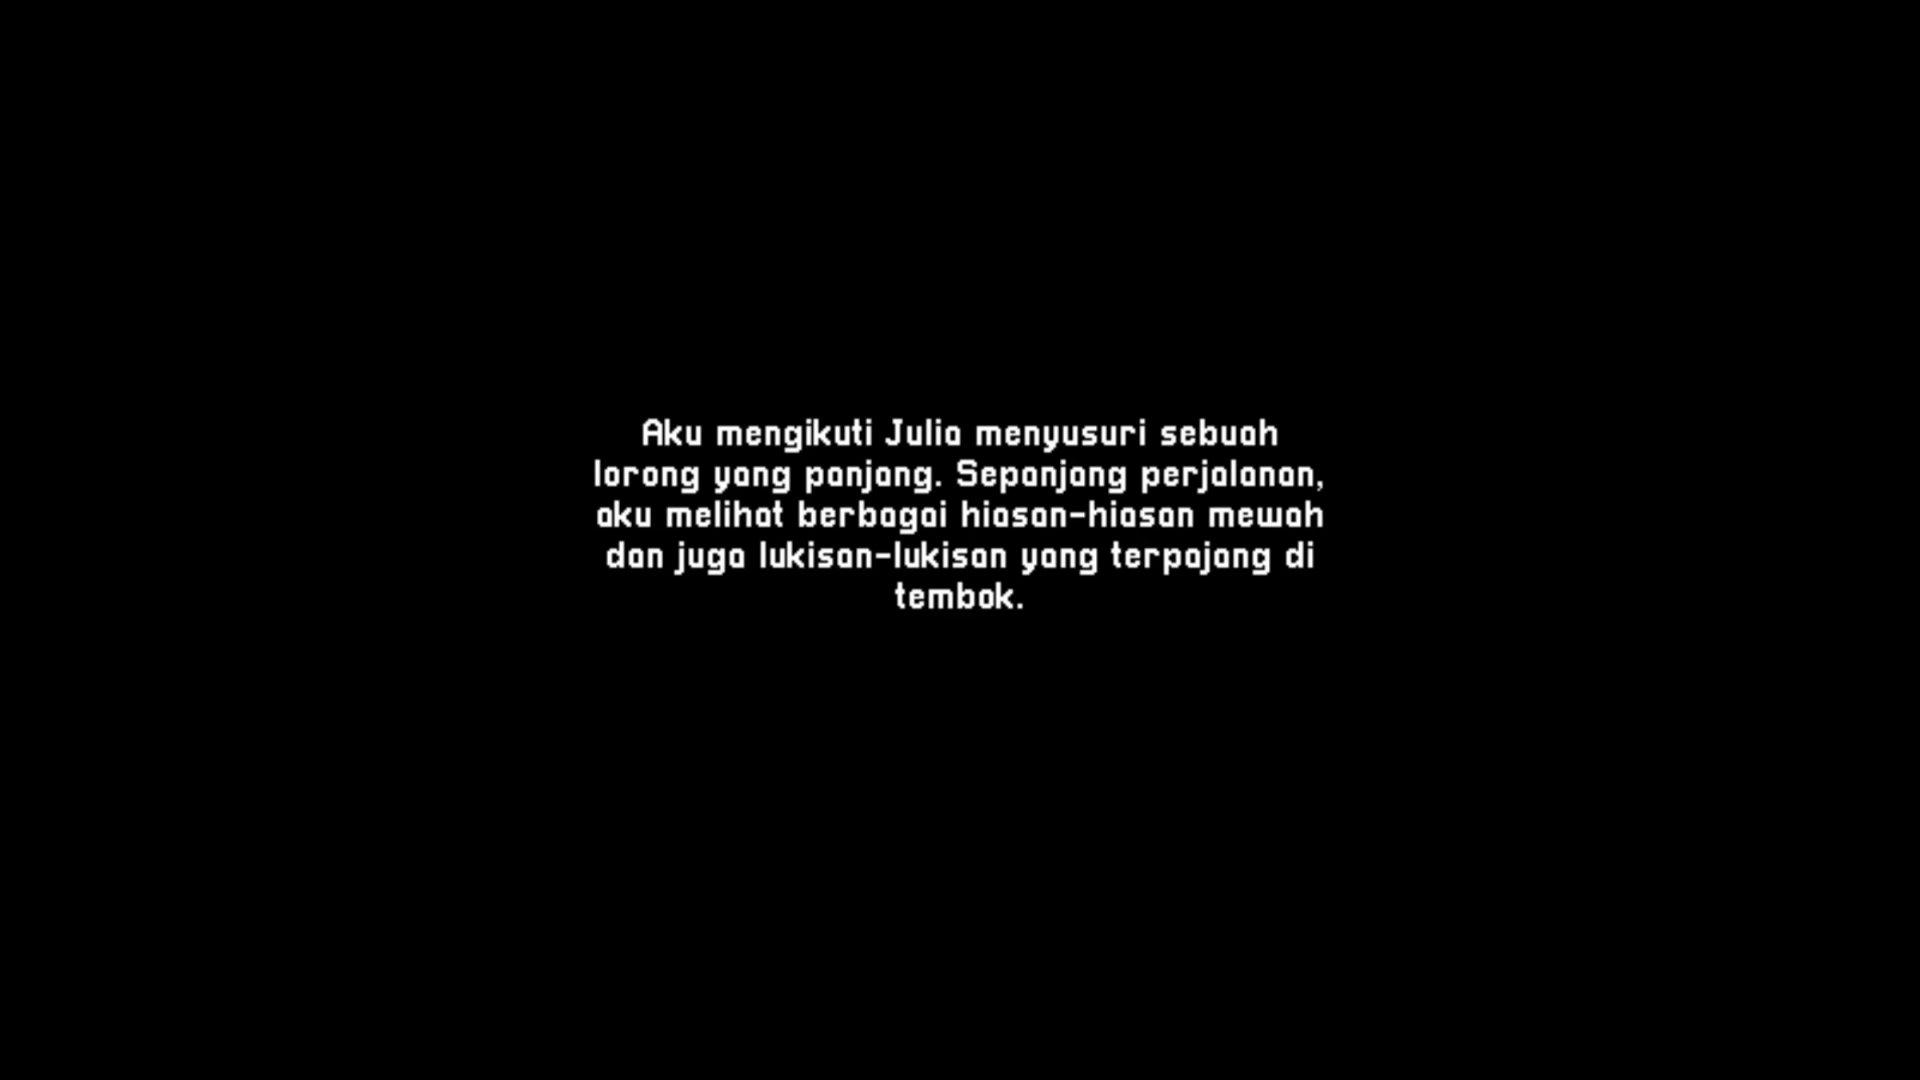 Aku mengikuti Julia menyusuri sebuah
lorong yang panjang. Sepanjang perjalanan,
aku melihat berbagai hiasan-hiasan mewah
dan juga lukisan-lukisan yang terpajang di
tembok.